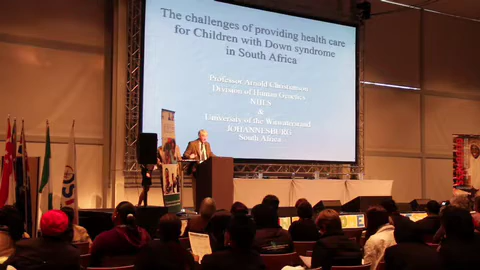 The challenges of providing health care
for Children with Down syndrome
in South Africa
Professor Arnold Christianson
Division of Human Genetics
NHLS
&
University of the Witwatersrand
JOHANNESBURG
South Africa